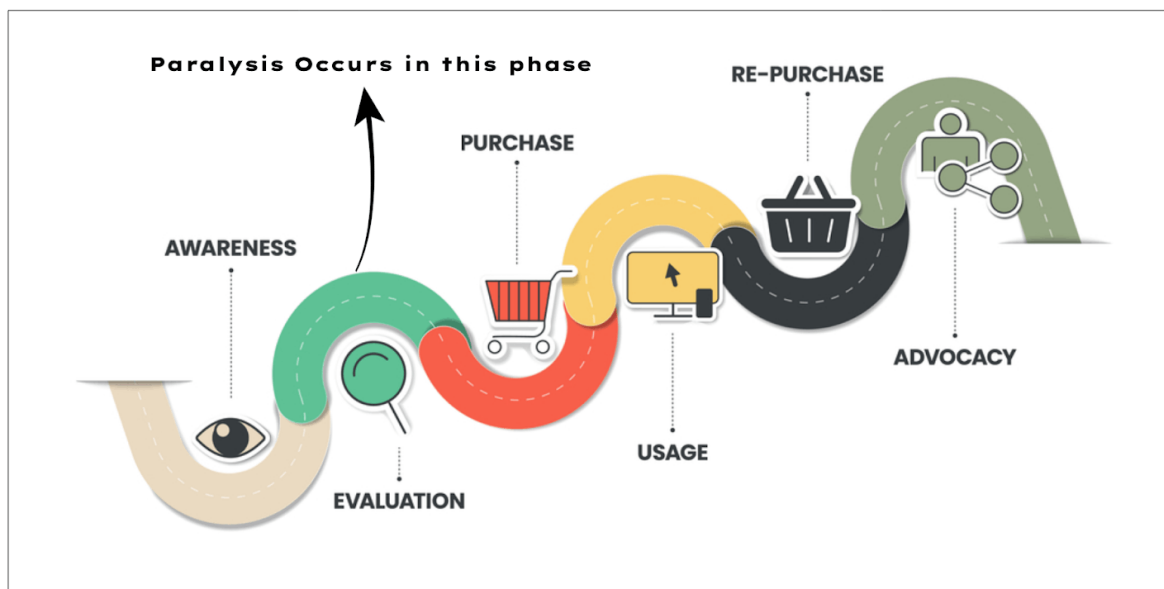 Paralysis Occurs in this phase
RE-PURCHASE
PURCHASE
AWARENESS
ADVOCACY
USAGE
EVALUATION